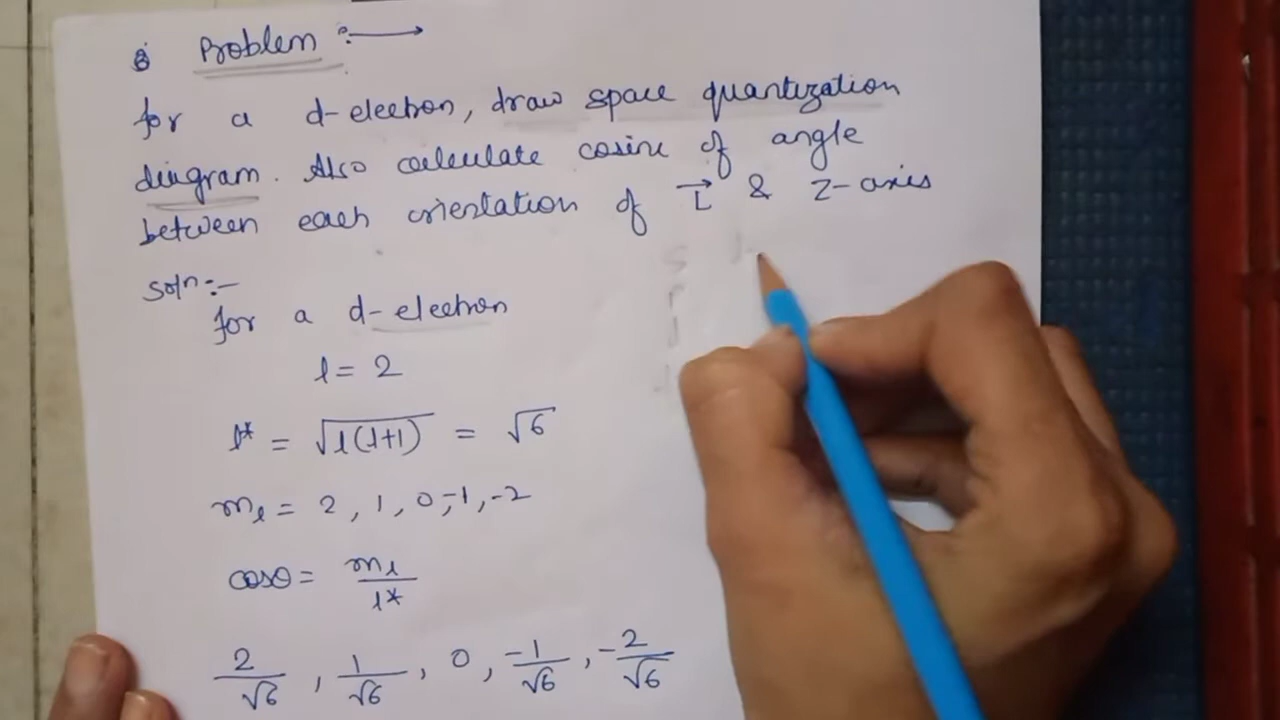 Problem :→
for a d-electron, draw space quantization
diagram. Also calculate cosine of angle
between each orientation of L⃗ & Z-axis
Soln:-
for a d-electron
l = 2
l* = √l(l+1) = √6
m_l = 2, 1, 0, -1, -2
cosθ = m_l/l*
2/√6, 1/√6, 0, -1/√6, -2/√6